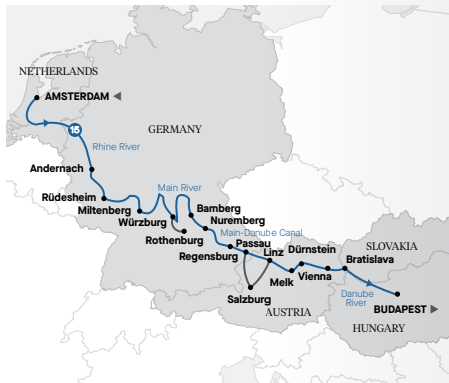 NETHERLANDS
AMSTERDAM
15
GERMANY
Rhine River
Andernach
Main River
Rüdesheim
Miltenberg
Bamberg
Würzburg
Nuremberg
Main-Danube Canal
Rothenburg
Passau
SLOVAKIA
Regensburg
Linz
Dürnstein
Bratislava
Melk
Vienna
Salzburg
Danube
River
BUDAPEST
AUSTRIA
HUNGARY